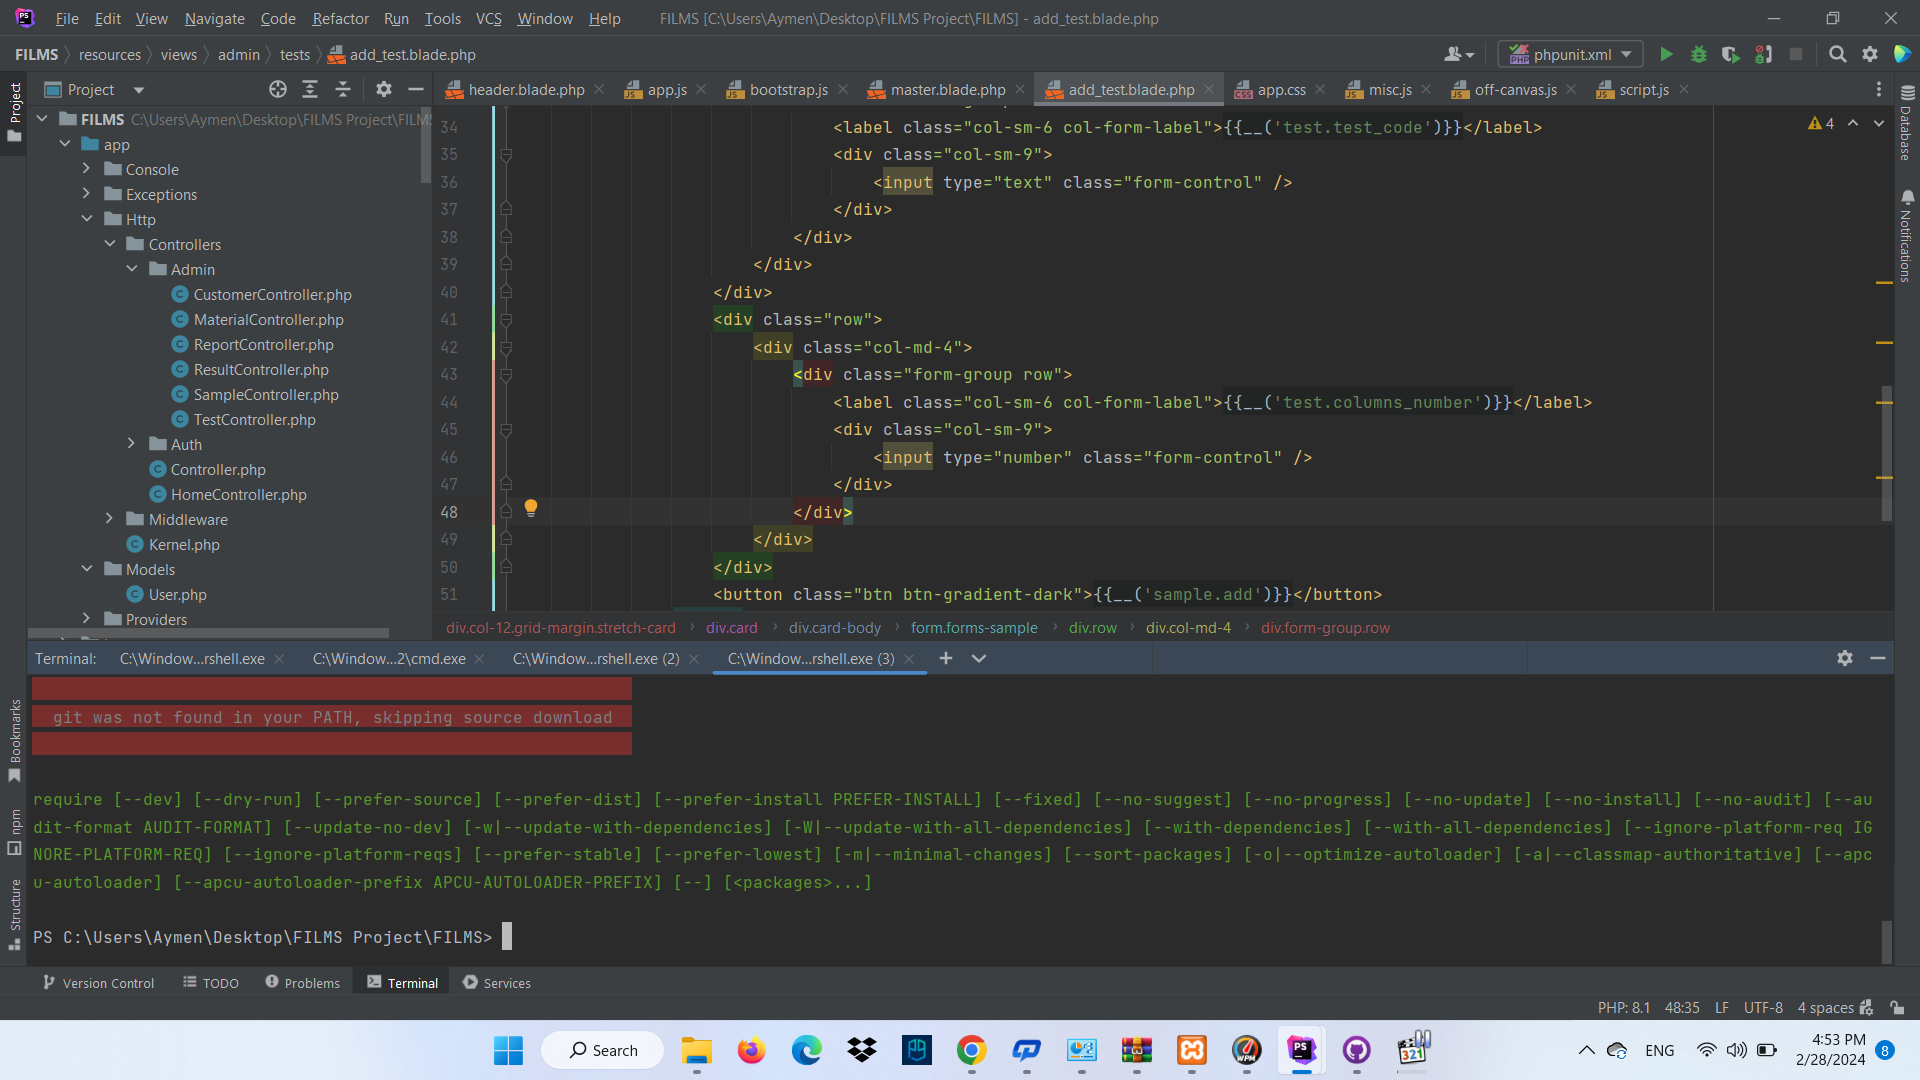 File Edit View Navigate Code Refactor Run Tools VCS Window Help FILMS [C:\Users\Aymen\Desktop\FILMS Project\FILMS] - add_test.blade.php
FILMS resources views admin tests add_test.blade.php phpunit.xml
Project header.blade.php app.js bootstrap.js master.blade.php add_test.blade.php app.css misc.js off-canvas.js script.js
Project
FILMS C:\Users\Aymen\Desktop\FILMS Project\FILMS
app
Console
Exceptions
Http
Controllers
Admin
CustomerController.php
MaterialController.php
ReportController.php
ResultController.php
SampleController.php
TestController.php
Auth
Controller.php
HomeController.php
Middleware
Kernel.php
Models
User.php
Providers
34 <label class="col-sm-6 col-form-label">{{__('test.test_code')}}</label>
35 <div class="col-sm-9">
36 <input type="text" class="form-control" />
37 </div>
38 </div>
39 </div>
40 </div>
41 <div class="row">
42 <div class="col-md-4">
43 <div class="form-group row">
44 <label class="col-sm-6 col-form-label">{{__('test.columns_number')}}</label>
45 <div class="col-sm-9">
46 <input type="number" class="form-control" />
47 </div>
48 </div>
49 </div>
50 </div>
51 <button class="btn btn-gradient-dark">{{__('sample.add')}}</button>
4
Database
Notifications
div.col-12.grid-margin.stretch-card div.card div.card-body form.forms-sample div.row div.col-md-4 div.form-group.row
Terminal: C:\Window...rshell.exe C:\Window...2\cmd.exe C:\Window...rshell.exe (2) C:\Window...rshell.exe (3)
git was not found in your PATH, skipping source download
require [--dev] [--dry-run] [--prefer-source] [--prefer-dist] [--prefer-install PREFER-INSTALL] [--fixed] [--no-suggest] [--no-progress] [--no-update] [--no-install] [--no-audit] [--au
dit-format AUDIT-FORMAT] [--update-no-dev] [-w|--update-with-dependencies] [-W|--update-with-all-dependencies] [--with-dependencies] [--with-all-dependencies] [--ignore-platform-req IG
NORE-PLATFORM-REQ] [--ignore-platform-reqs] [--prefer-stable] [--prefer-lowest] [-m|--minimal-changes] [--sort-packages] [-o|--optimize-autoloader] [-a|--classmap-authoritative] [--apc
u-autoloader] [--apcu-autoloader-prefix APCU-AUTOLOADER-PREFIX] [--] [<packages>...]
PS C:\Users\Aymen\Desktop\FILMS Project\FILMS>
Bookmarks
npm
Structure
Version Control TODO Problems Terminal Services
PHP: 8.1 48:35 LF UTF-8 4 spaces
Search
ENG
4:53 PM
2/28/2024
8